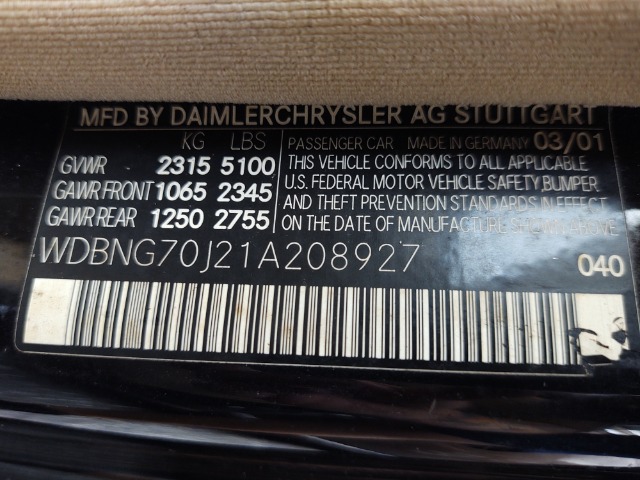 MFD BY DAIMLERCHRYSLER AG STUTTGART
KG LBS
GVWR 2315 5100
GAWR FRONT 1065 2345
GAWR REAR 1250 2755
PASSENGER CAR MADE IN GERMANY 03/01
THIS VEHICLE CONFORMS TO ALL APPLICABLE
U.S. FEDERAL MOTOR VEHICLE SAFETY, BUMPER
AND THEFT PREVENTION STANDARDS IN EFFECT
ON THE DATE OF MANUFACTURE SHOWN ABOVE
WDBNG70J21A208927
040